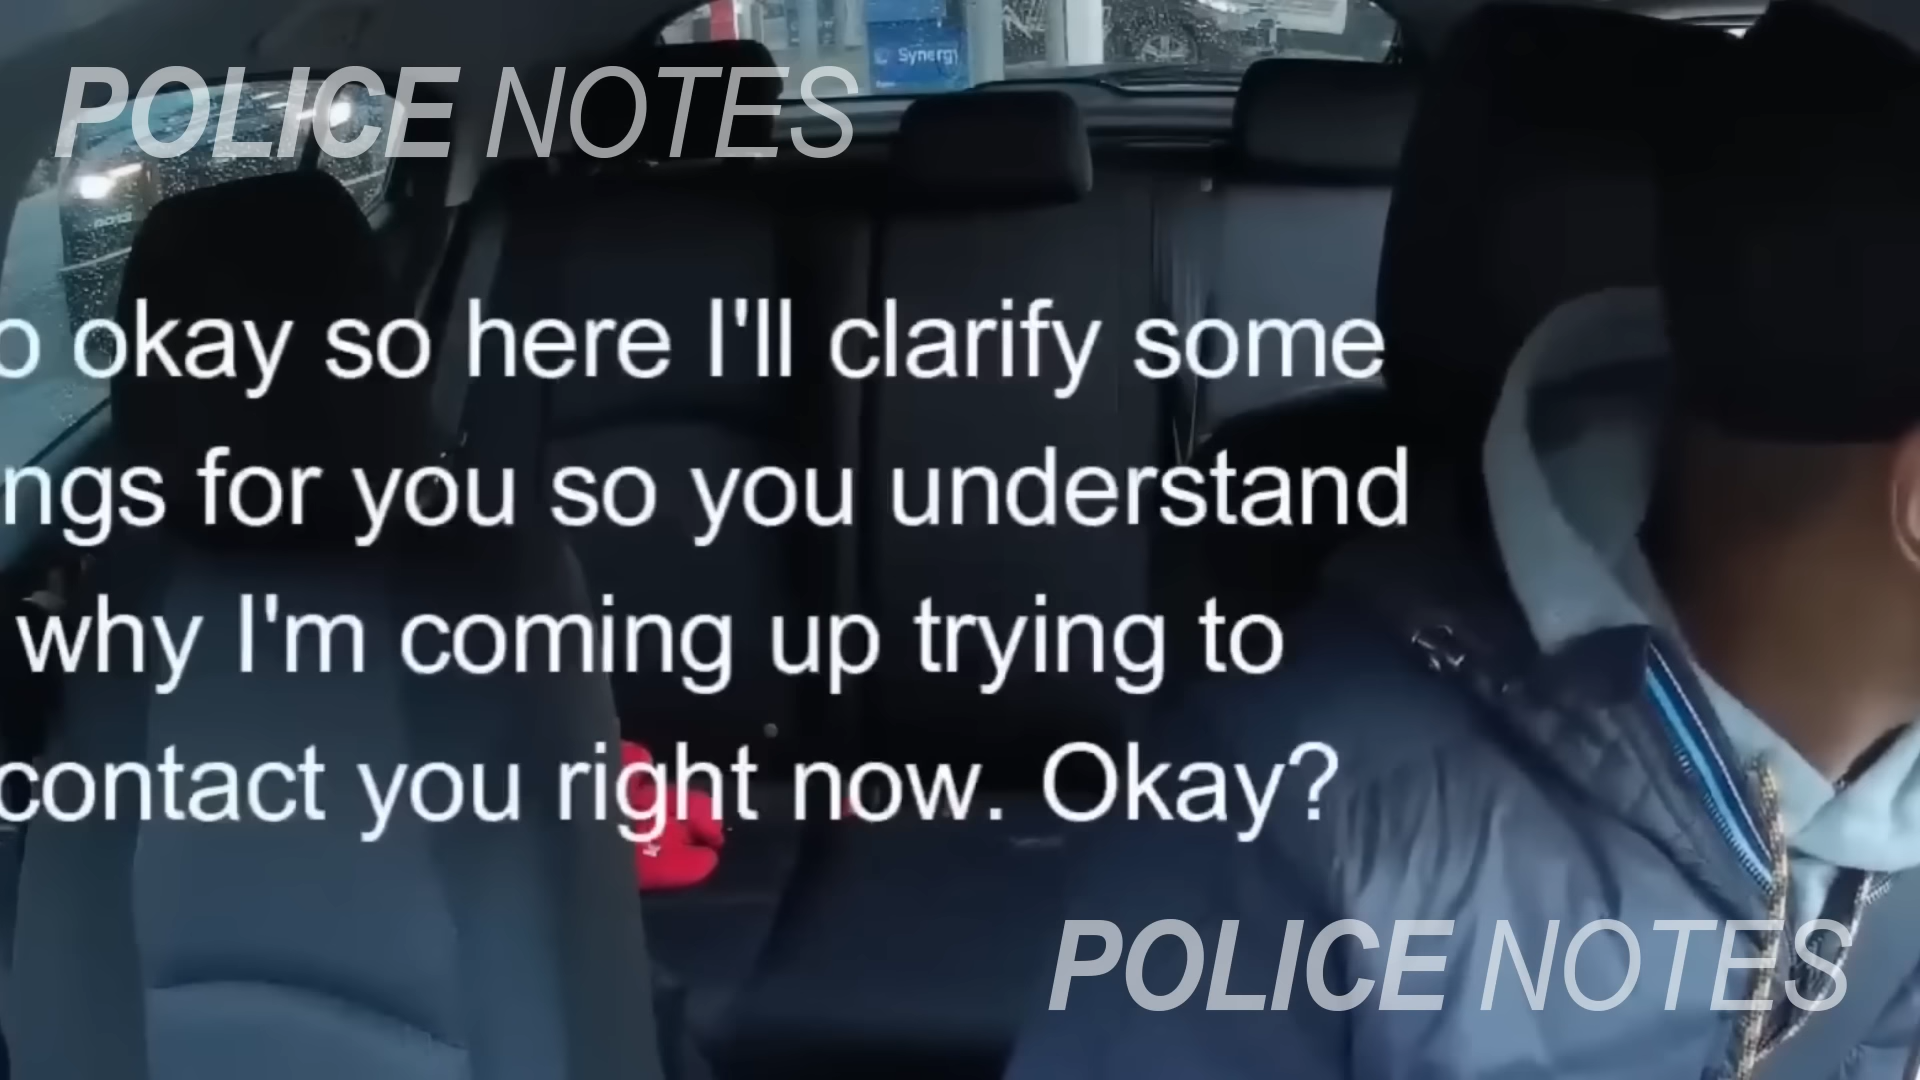 Synergy
POLICE NOTES
o okay so here I'll clarify some
ngs for you so you understand
why I'm coming up trying to
contact you right now. Okay?
POLICE NOTES